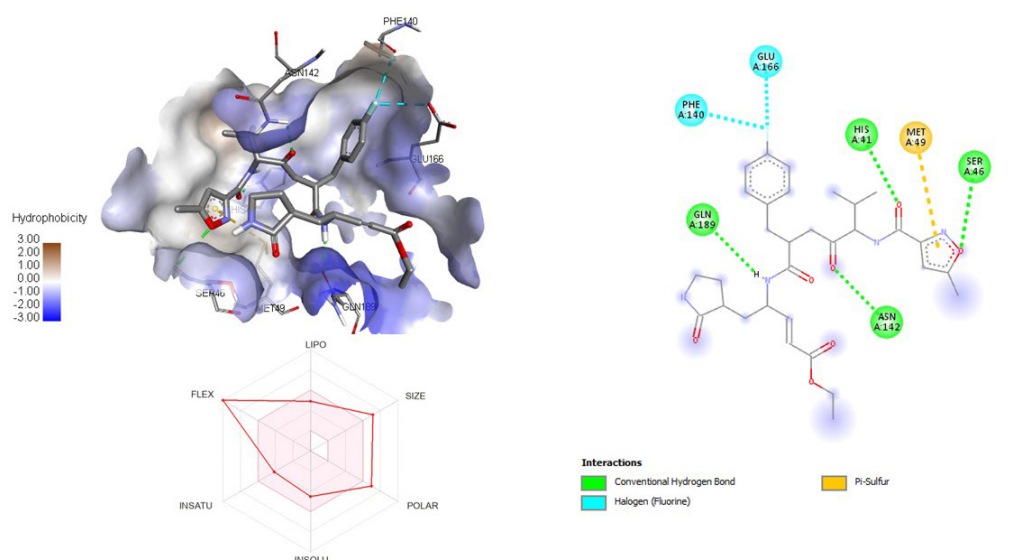 PHE140
ASN142
GLU166
Hydrophobicity
3.00
2.00
1.00
0.00
-1.00
-2.00
-3.00
SER46
MET49
GLN189
LIPO
FLEX
SIZE
INSATU
POLAR
INSOLU
GLU
A:166
PHE
A:140
HIS
A:41
MET
A:49
SER
A:46
GLN
A:189
H
N
O
N
O
O
N
O
N
O
ASN
A:142
O
O
O
Interactions
Conventional Hydrogen Bond
Halogen (Fluorine)
Pi-Sulfur